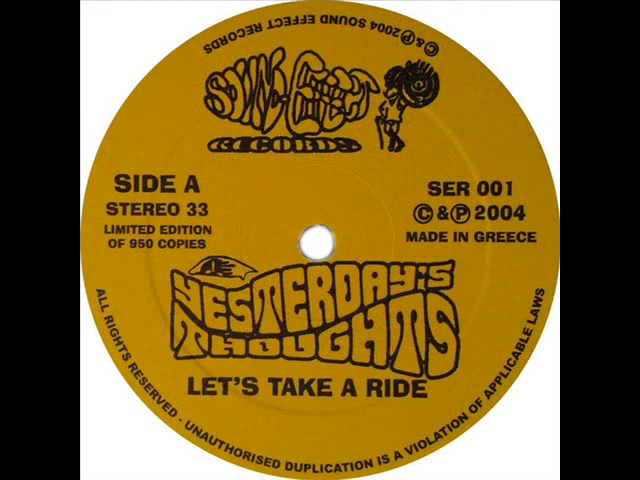 © & ℗ 2004 SOUND EFFECT RECORDS
SOUND EFFECT
RECORDS
SIDE A
STEREO 33
LIMITED EDITION
OF 950 COPIES
SER 001
© & ℗ 2004
MADE IN GREECE
YESTERDAY'S
THOUGHTS
LET'S TAKE A RIDE
ALL RIGHTS RESERVED - UNAUTHORISED DUPLICATION IS A VIOLATION OF APPLICABLE LAWS